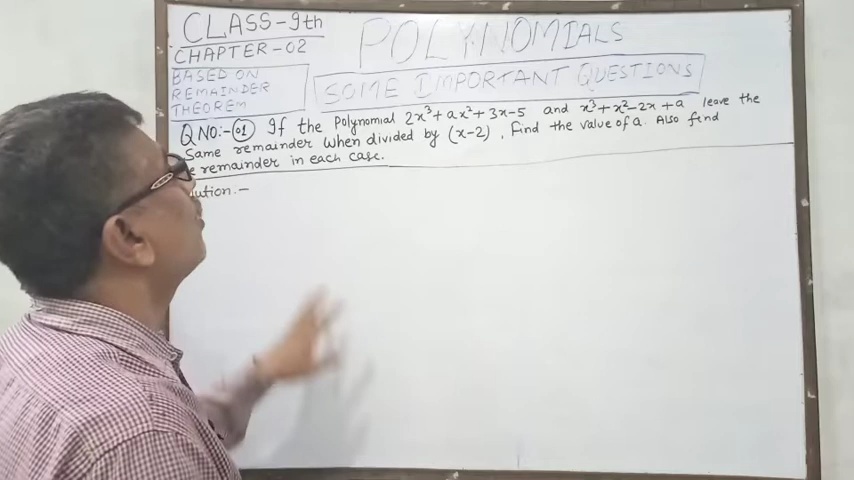 CLASS-9th
CHAPTER-02
POLYNOMIALS
BASED ON
REMAINDER
THEOREM
SOME IMPORTANT QUESTIONS
Q NO:-01 If the Polynomial 2x³+ax²+3x-5 and x³+x²-2x+a leave the
Same remainder when divided by (x-2), Find the value of a. Also find
remainder in each case.